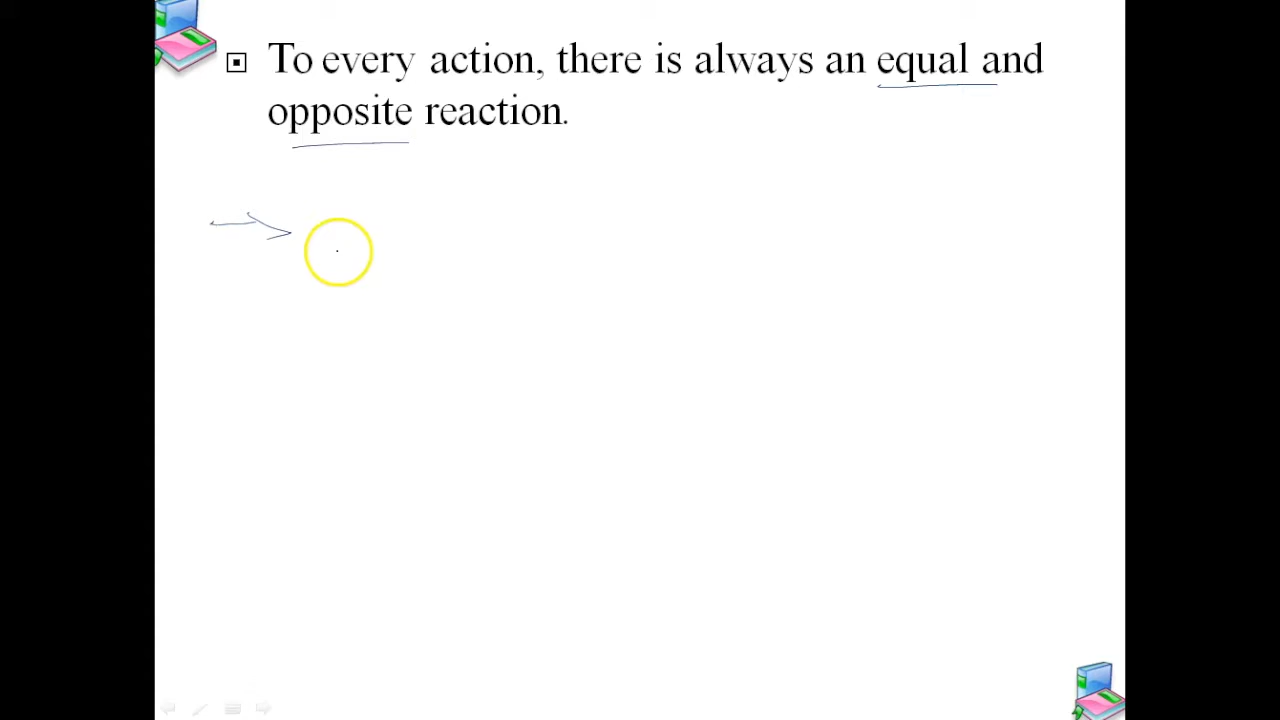 To every action, there is always an equal and
opposite reaction.